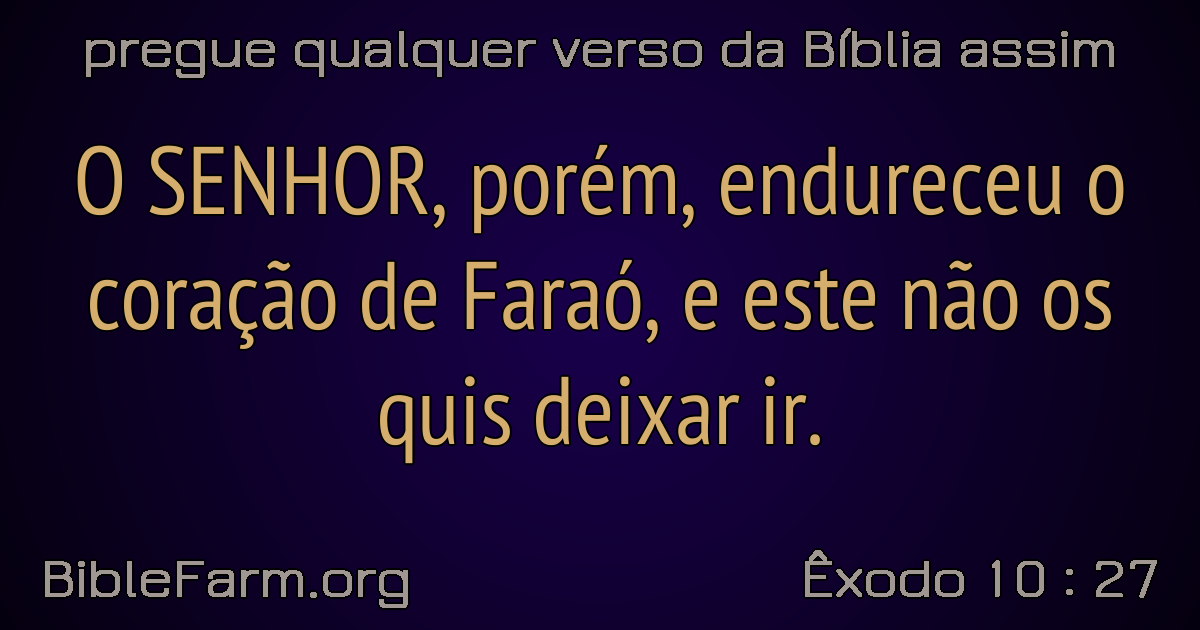 pregue qualquer verso da Bíblia assim
O SENHOR, porém, endureceu o
coração de Faraó, e este não os
quis deixar ir.
BibleFarm.org
Êxodo 10 : 27